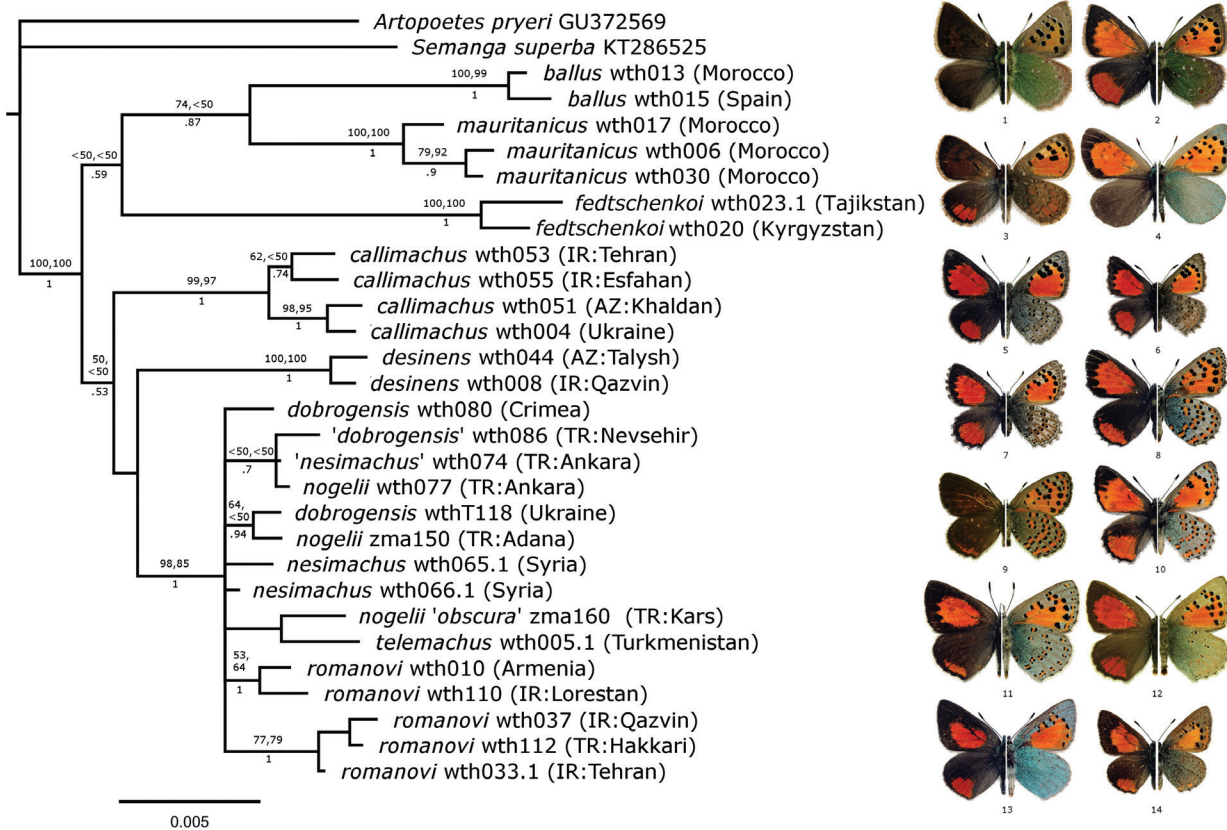 Artopoetes pryeri GU372569
Semanga superba KT286525
100,99
1
ballus wth013 (Morocco)
ballus wth015 (Spain)
74,<50
.87
100,100
1
mauritanicus wth017 (Morocco)
79,92
.9
mauritanicus wth006 (Morocco)
mauritanicus wth030 (Morocco)
<50,<50
.59
100,100
1
fedtschenkoi wth023.1 (Tajikstan)
fedtschenkoi wth020 (Kyrgyzstan)
100,100
1
99,97
1
62,<50
.74
callimachus wth053 (IR:Tehran)
callimachus wth055 (IR:Esfahan)
98,95
1
callimachus wth051 (AZ:Khaldan)
callimachus wth004 (Ukraine)
50,
<50
.53
100,100
1
desinens wth044 (AZ:Talysh)
desinens wth008 (IR:Qazvin)
dobrogensis wth080 (Crimea)
<50,<50
.7
'dobrogensis' wth086 (TR:Nevsehir)
'nesimachus' wth074 (TR:Ankara)
nogelii wth077 (TR:Ankara)
64,
<50
.94
dobrogensis wthT118 (Ukraine)
nogelii zma150 (TR:Adana)
98,85
1
nesimachus wth065.1 (Syria)
nesimachus wth066.1 (Syria)
nogelii 'obscura' zma160 (TR:Kars)
telemachus wth005.1 (Turkmenistan)
53,
64
1
romanovi wth010 (Armenia)
romanovi wth110 (IR:Lorestan)
77,79
1
romanovi wth037 (IR:Qazvin)
romanovi wth112 (TR:Hakkari)
romanovi wth033.1 (IR:Tehran)
0.005
1
2
3
4
5
6
7
8
9
10
11
12
13
14